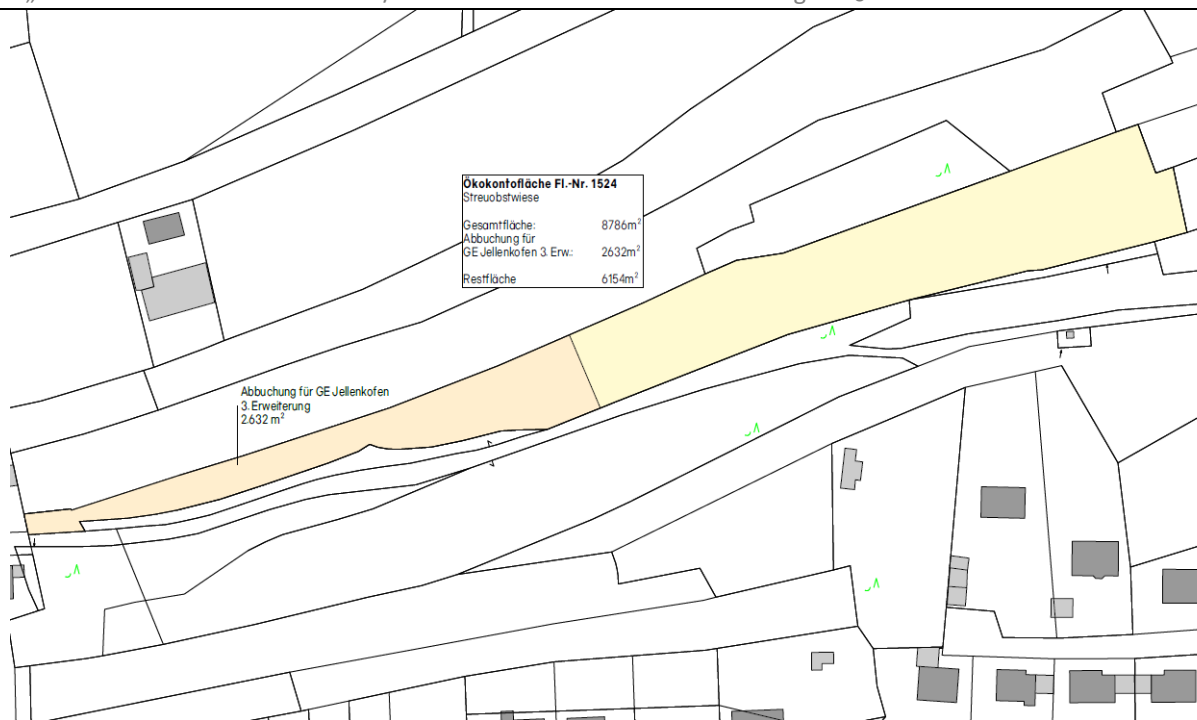 Ökokontofläche Fl.-Nr. 1524
Streuobstwiese
Gesamtfläche: 8786m²
Abbuchung für
GE Jellenkofen 3. Erw.: 2632m²
Restfläche 6154m²
Abbuchung für GE Jellenkofen
3. Erweiterung
2.632 m²